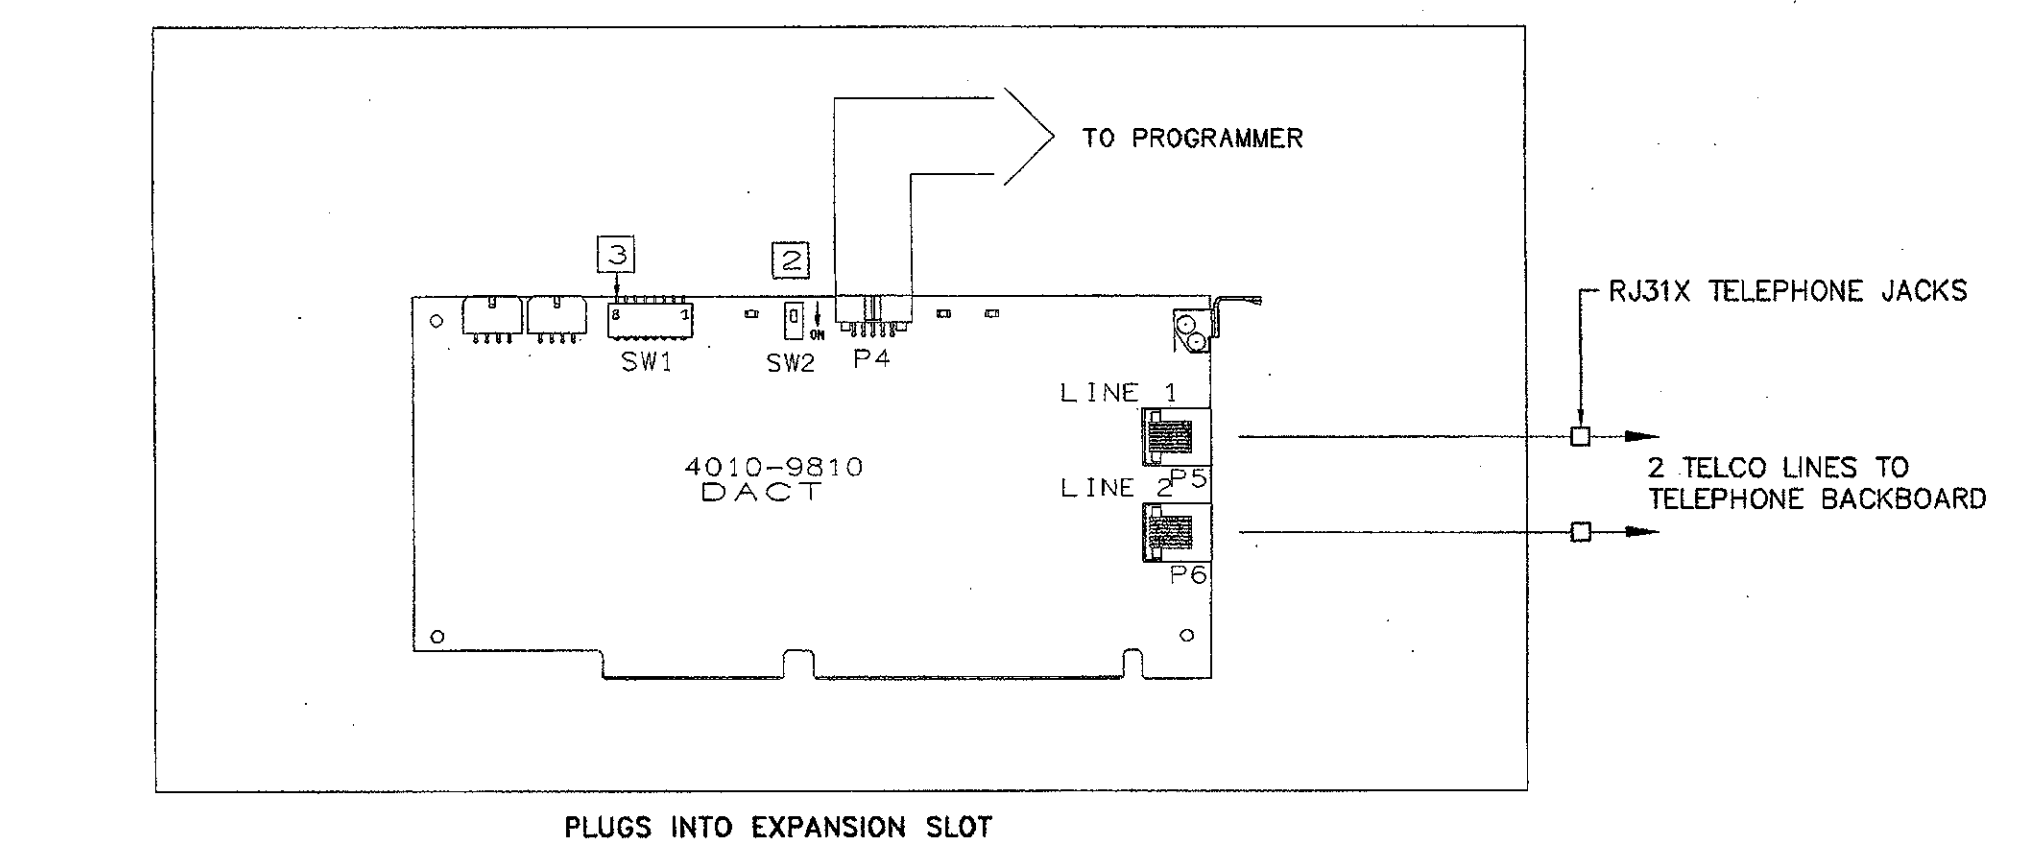 TO PROGRAMMER
3
2
8 1
ON
SW1
SW2
P4
RJ31X TELEPHONE JACKS
LINE 1
P5
4010-9810
DACT
LINE 2
P6
2 TELCO LINES TO
TELEPHONE BACKBOARD
PLUGS INTO EXPANSION SLOT